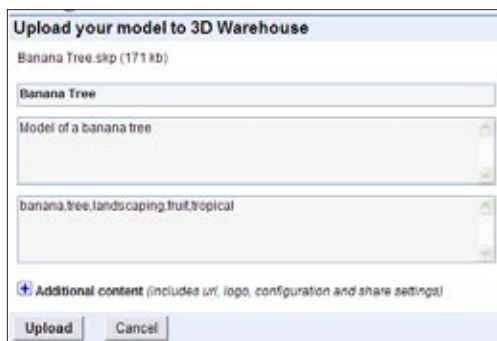 Upload your model to 3D Warehouse
Banana Tree.skp (171 kb)
Banana Tree
Model of a banana tree
banana,tree,landscaping,fruit,tropical
Additional content (includes url, logo, configuration and share settings)
Upload Cancel